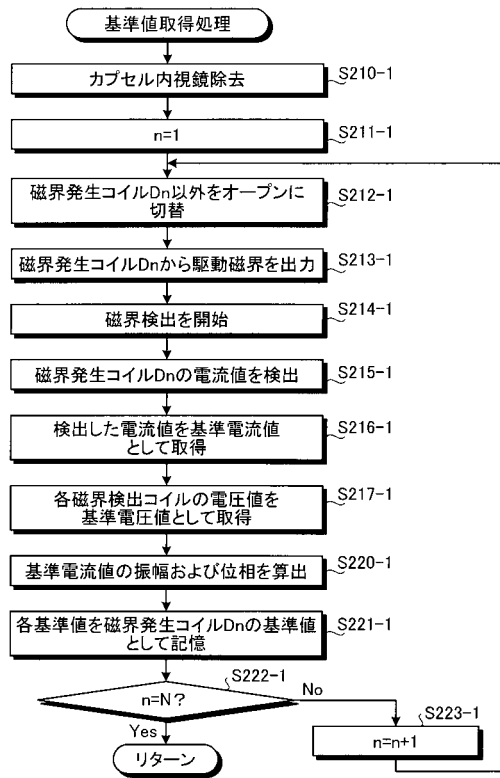 基準値取得処理
カプセル内視鏡除去
S210-1
n=1
S211-1
磁界発生コイルDn以外をオープンに
切替
S212-1
磁界発生コイルDnから駆動磁界を出力
S213-1
磁界検出を開始
S214-1
磁界発生コイルDnの電流値を検出
S215-1
検出した電流値を基準電流値
として取得
S216-1
各磁界検出コイルの電圧値を
基準電圧値として取得
S217-1
基準電流値の振幅および位相を算出
S220-1
各基準値を磁界発生コイルDnの基準値
として記憶
S221-1
n=N?
S222-1
No
Yes
S223-1
n=n+1
リターン